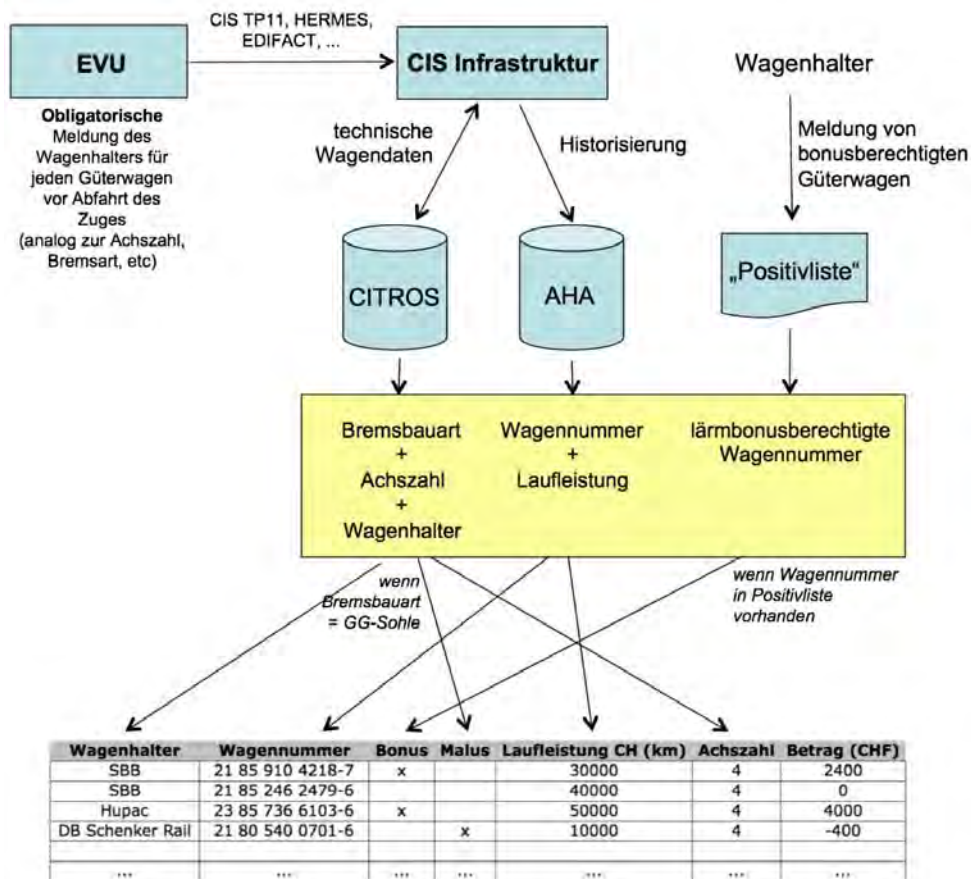 CIS TP11, HERMES,
EDIFACT, ...
EVU
CIS Infrastruktur
Wagenhalter
Obligatorische
Meldung des
Wagenhalters für
jeden Güterwagen
vor Abfahrt des
Zuges
(analog zur Achszahl,
Bremsart, etc)
technische
Wagendaten
Historisierung
Meldung von
bonusberechtigten
Güterwagen
CITROS
AHA
„Positivliste“
Bremsbauart
+
Achszahl
+
Wagenhalter
Wagennummer
+
Laufleistung
lärmbonusberechtigte
Wagennummer
wenn
Bremsbauart
= GG-Sohle
wenn Wagennummer
in Positivliste
vorhanden
Wagenhalter Wagennummer Bonus Malus Laufleistung CH (km) Achszahl Betrag (CHF)
SBB 21 85 910 4218-7 x 30000 4 2400
SBB 21 85 246 2479-6 40000 4 0
Hupac 23 85 736 6103-6 x 50000 4 4000
DB Schenker Rail 21 80 540 0701-6 x 10000 4 -400
... ... ... ... ... ... ...